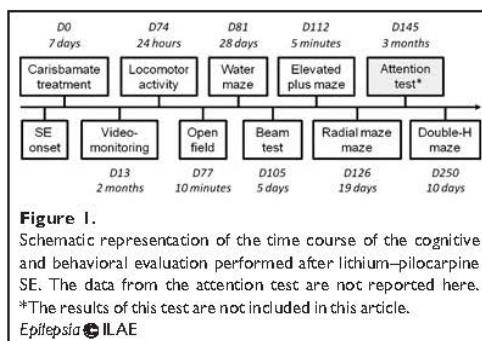 D0 D74 D81 D112 D145
7 days 24 hours 28 days 5 minutes 3 months
Carisbamate treatment
Locomotor activity
Water maze
Elevated plus maze
Attention test*
SE onset
Video-monitoring
Open field
Beam test
Radial maze maze
Double-H maze
D13 D77 D105 D126 D250
2 months 10 minutes 5 days 19 days 10 days
Figure 1.
Schematic representation of the time course of the cognitive
and behavioral evaluation performed after lithium–pilocarpine
SE. The data from the attention test are not reported here.
*The results of this test are not included in this article.
Epilepsia ILAE